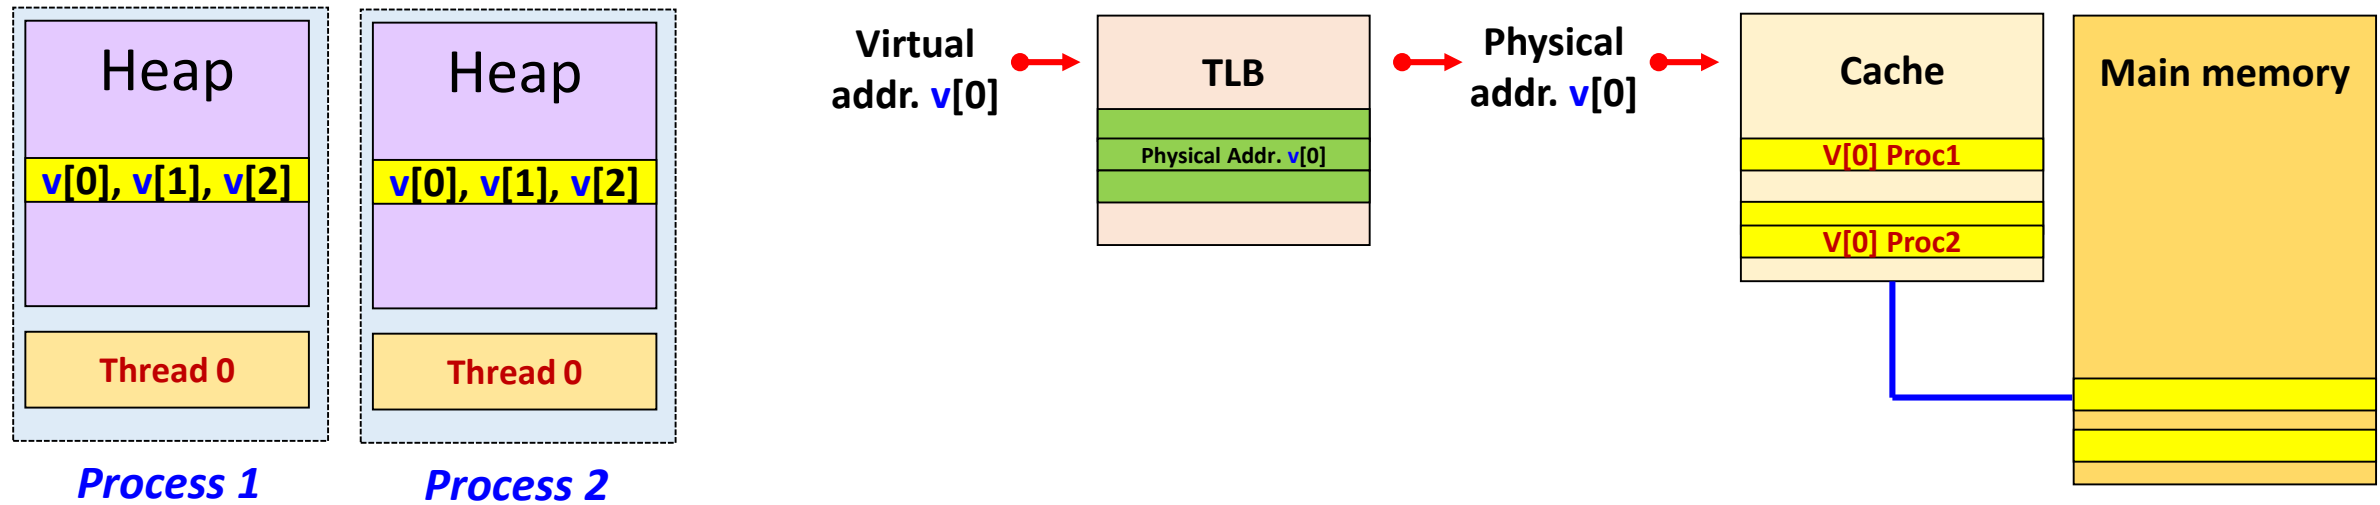 Heap
v[0], v[1], v[2]
Thread 0
Process 1
Heap
v[0], v[1], v[2]
Thread 0
Process 2
Virtual
addr. v[0]
TLB
Physical Addr. v[0]
Physical
addr. v[0]
Cache
V[0] Proc1
V[0] Proc2
Main memory